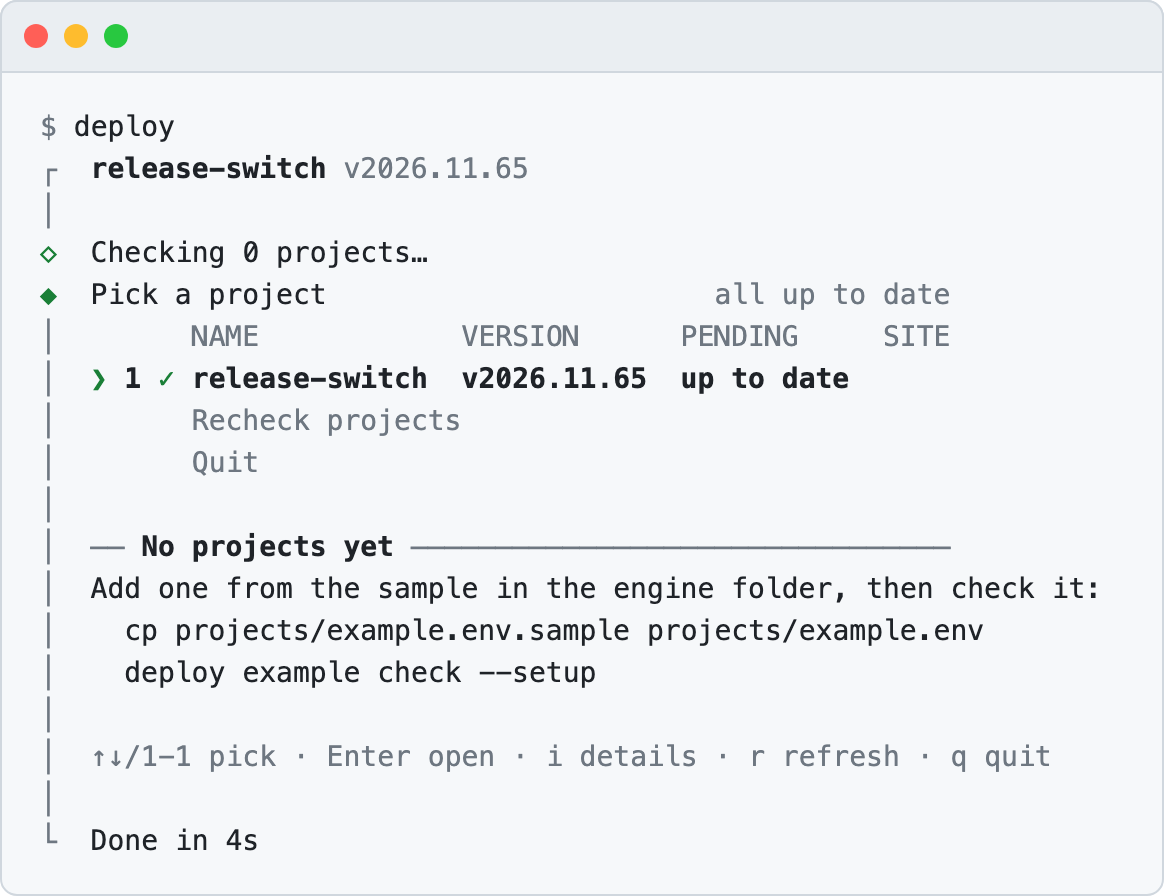 $ deploy
┌  release-switch v2026.11.65
│
◇  Checking 0 projects…
◆  Pick a project                       all up to date
│        NAME            VERSION      PENDING     SITE
│  ❯ 1 ✓ release-switch  v2026.11.65  up to date
│        Recheck projects
│        Quit
│
│  ── No projects yet ────────────────────────────────
│  Add one from the sample in the engine folder, then check it:
│    cp projects/example.env.sample projects/example.env
│    deploy example check --setup
│
│  ↑↓/1-1 pick · Enter open · i details · r refresh · q quit
│
└  Done in 4s